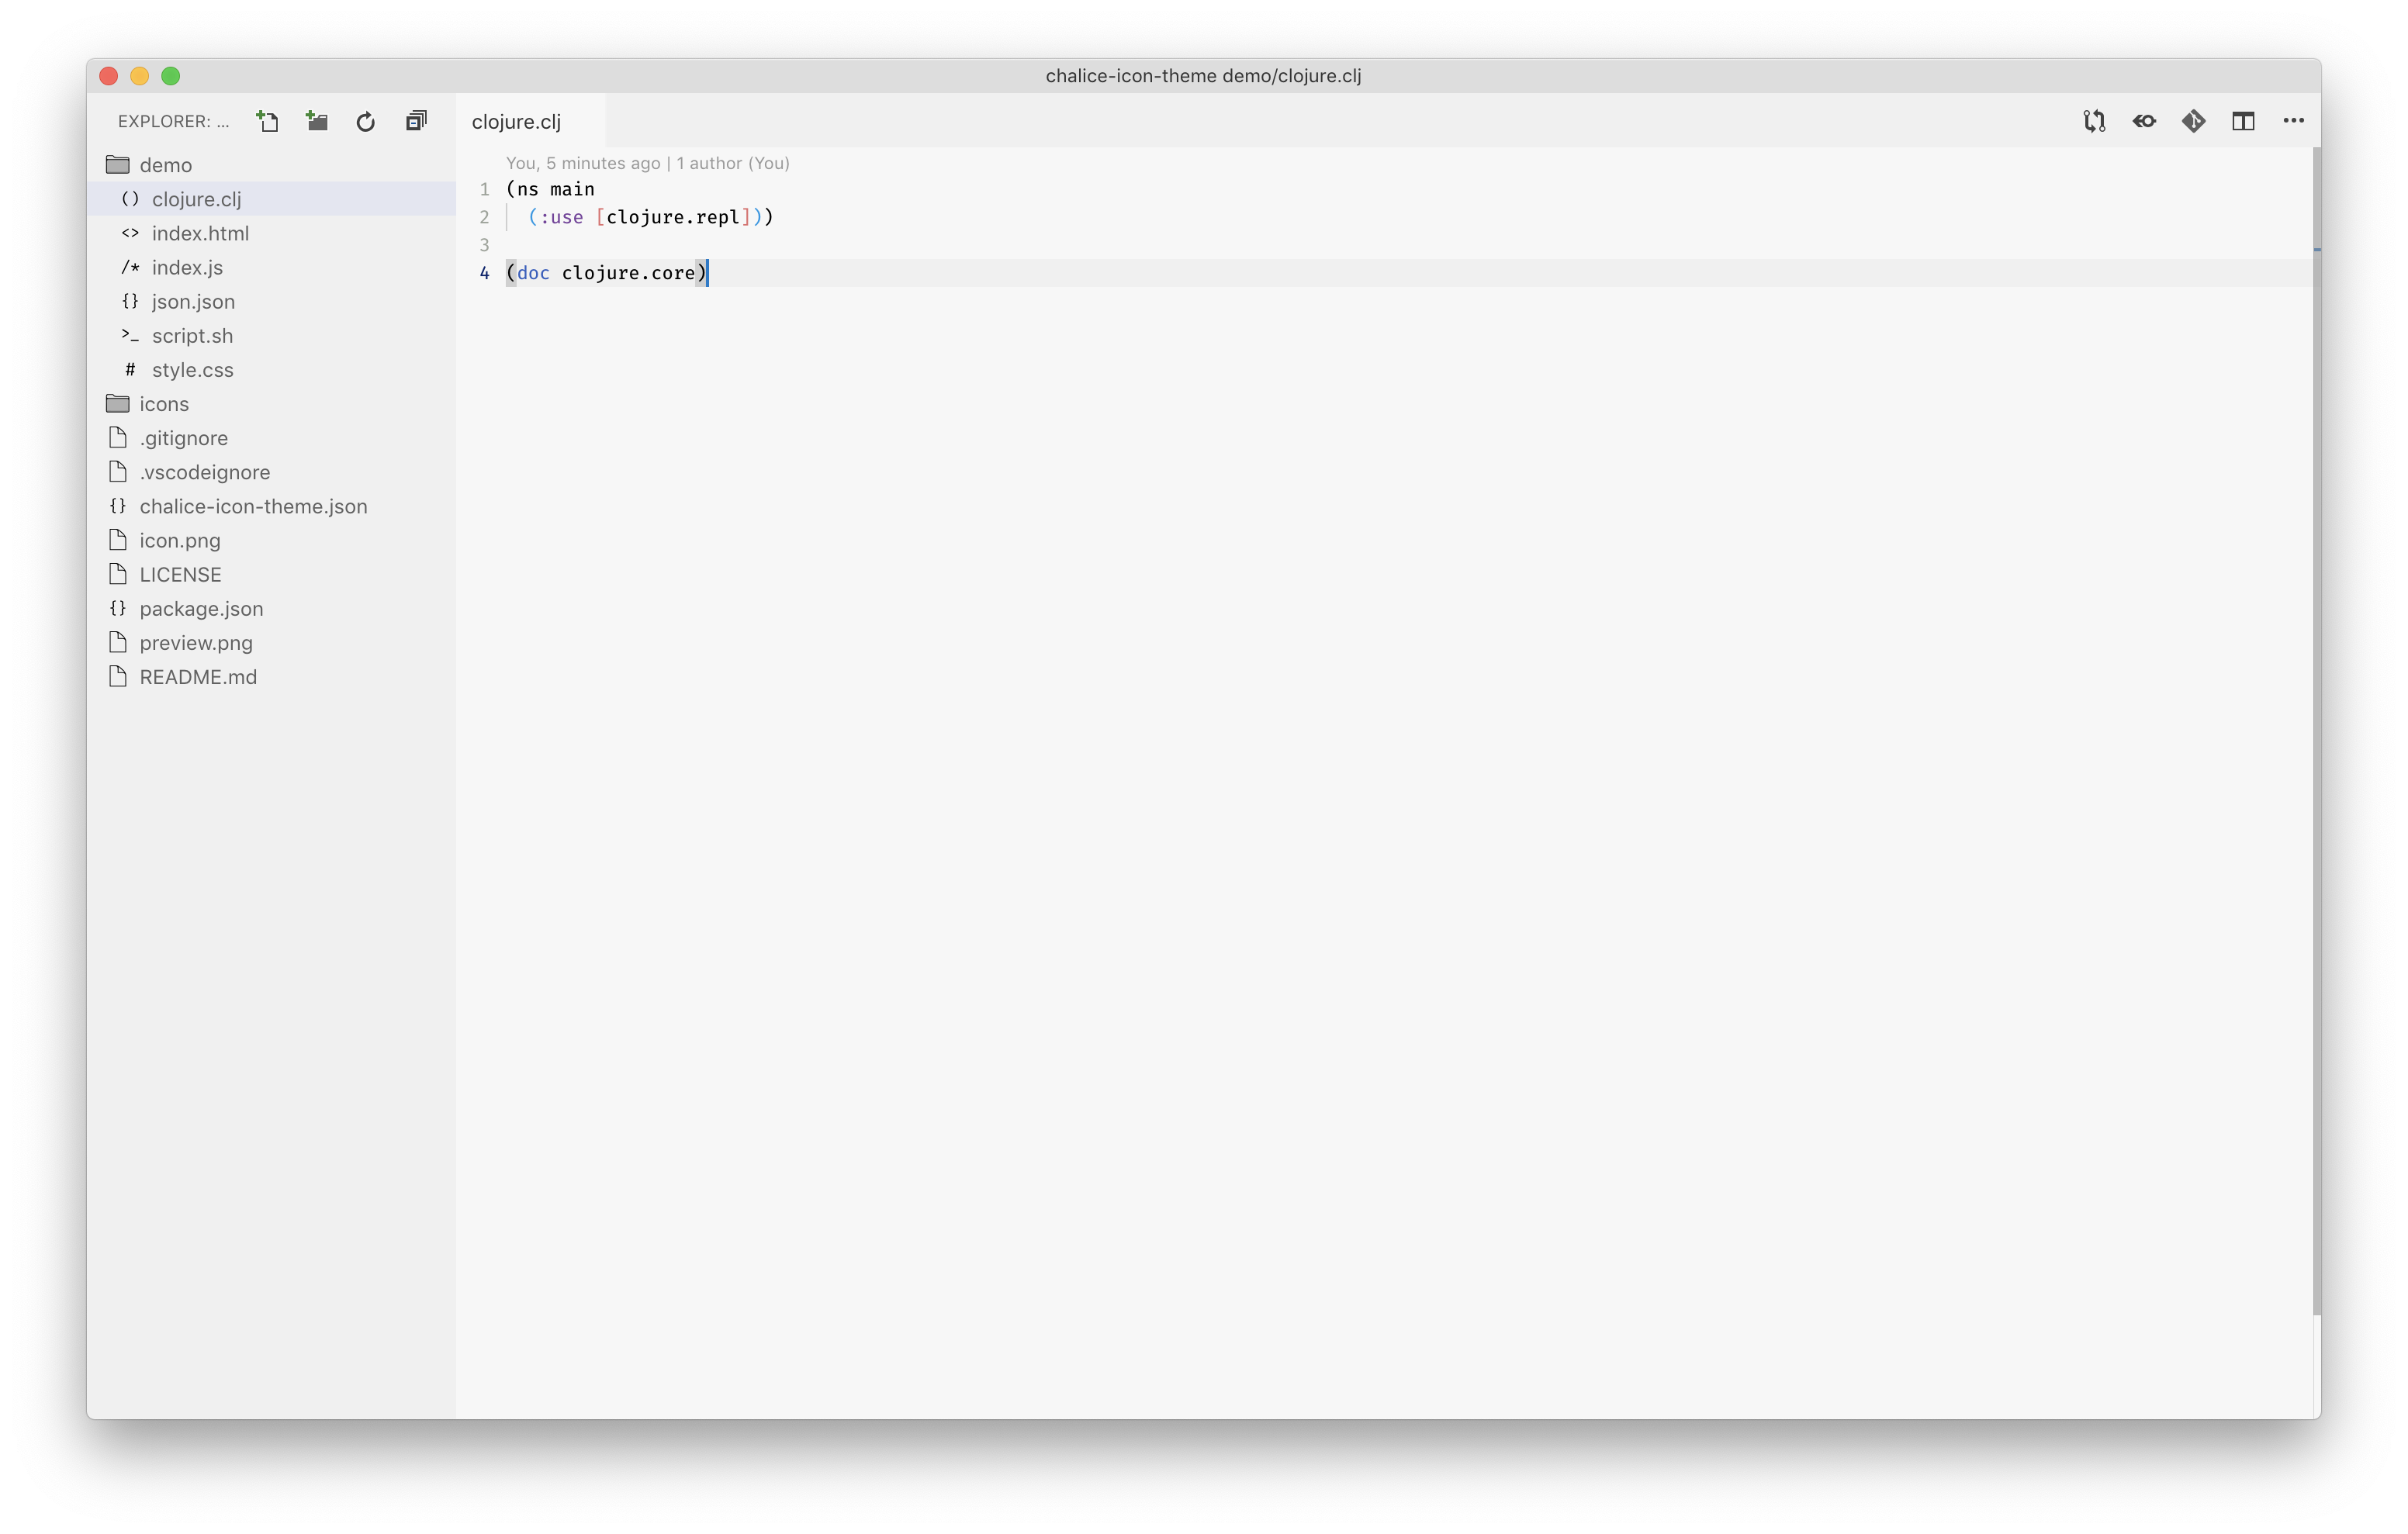 chalice-icon-theme demo/clojure.clj
EXPLORER: ...
clojure.clj
demo
() clojure.clj
<> index.html
/* index.js
{} json.json
>_ script.sh
# style.css
icons
.gitignore
.vscodeignore
{} chalice-icon-theme.json
icon.png
LICENSE
{} package.json
preview.png
README.md
You, 5 minutes ago | 1 author (You)
1 (ns main
2   (:use [clojure.repl]))
3
4 (doc clojure.core)